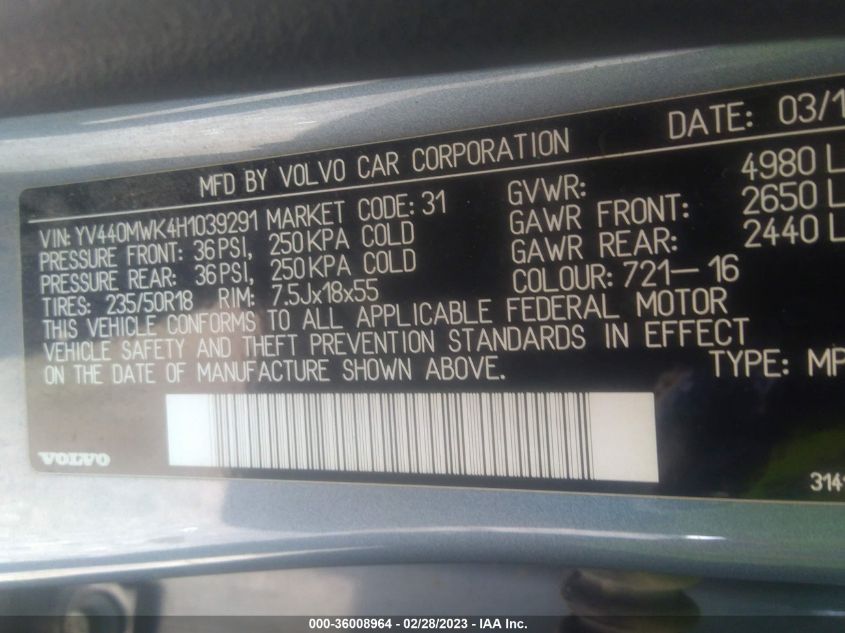 MFD BY VOLVO CAR CORPORATION DATE: 03/1
VIN: YV440MWK4H1039291 MARKET CODE: 31 GVWR: 4980 L
PRESSURE FRONT: 36 PSI, 250 KPA COLD GAWR FRONT: 2650 L
PRESSURE REAR: 36 PSI, 250 KPA COLD GAWR REAR: 2440 L
TIRES: 235/50R18 RIM: 7.5Jx18x55 COLOUR: 721-16
THIS VEHICLE CONFORMS TO ALL APPLICABLE FEDERAL MOTOR
VEHICLE SAFETY AND THEFT PREVENTION STANDARDS IN EFFECT
ON THE DATE OF MANUFACTURE SHOWN ABOVE. TYPE: MP
VOLVO
314
000-36008964 - 02/28/2023 - IAA Inc.